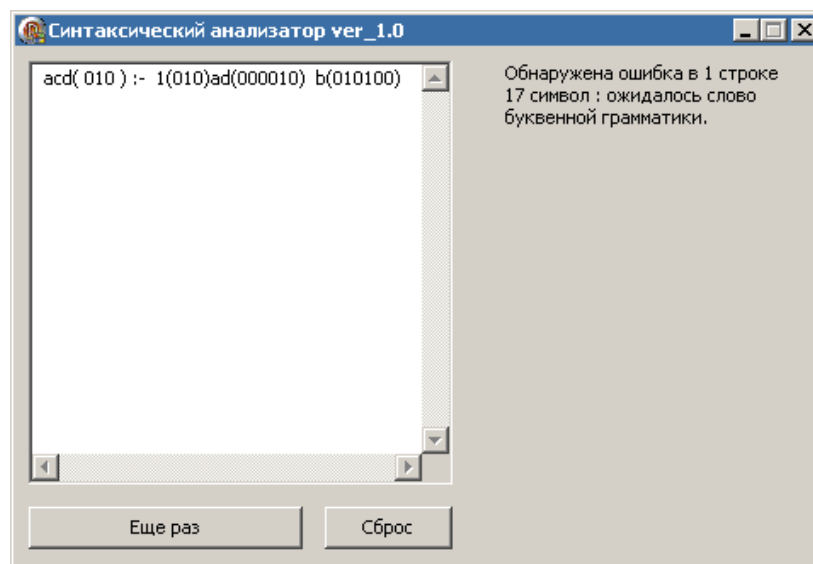 Синтаксический анализатор ver_1.0
acd( 010 ) :-  1(010)ad(000010)  b(010100)
Обнаружена ошибка в 1 строке
17 символ : ожидалось слово
буквенной грамматики.
Еще раз
Сброс